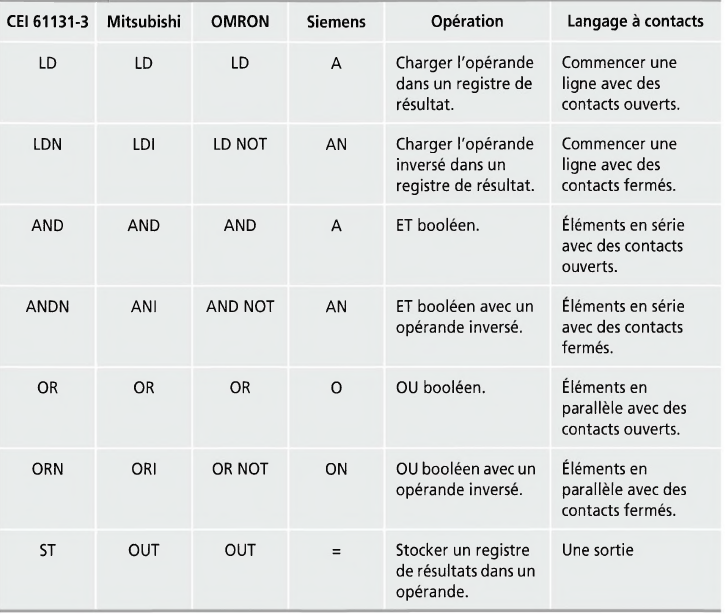 CEI 61131-3 Mitsubishi OMRON Siemens Opération Langage à contacts
LD LD LD A Charger l'opérande Commencer une
dans un registre de ligne avec des
résultat. contacts ouverts.
LDN LDI LD NOT AN Charger l'opérande Commencer une
inversé dans un ligne avec des
registre de résultat. contacts fermés.
AND AND AND A ET booléen. Éléments en série
avec des contacts
ouverts.
ANDN ANI AND NOT AN ET booléen avec un Éléments en série
opérande inversé. avec des contacts
fermés.
OR OR OR O OU booléen. Éléments en
parallèle avec des
contacts ouverts.
ORN ORI OR NOT ON OU booléen avec un Éléments en
opérande inversé. parallèle avec des
contacts fermés.
ST OUT OUT = Stocker un registre Une sortie
de résultats dans un
opérande.